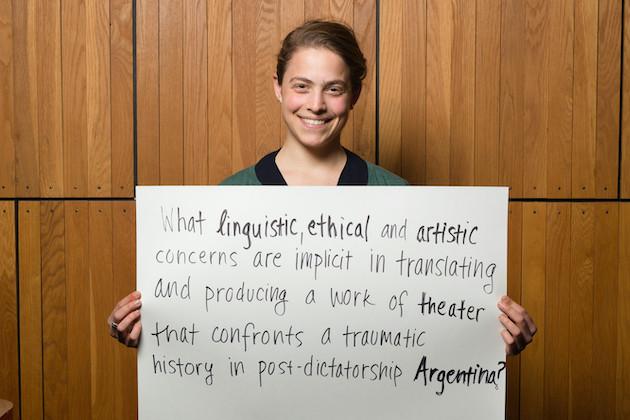 What linguistic, ethical and artistic
concerns are implicit in translating
and producing a work of theater
that confronts a traumatic
history in post-dictatorship Argentina?